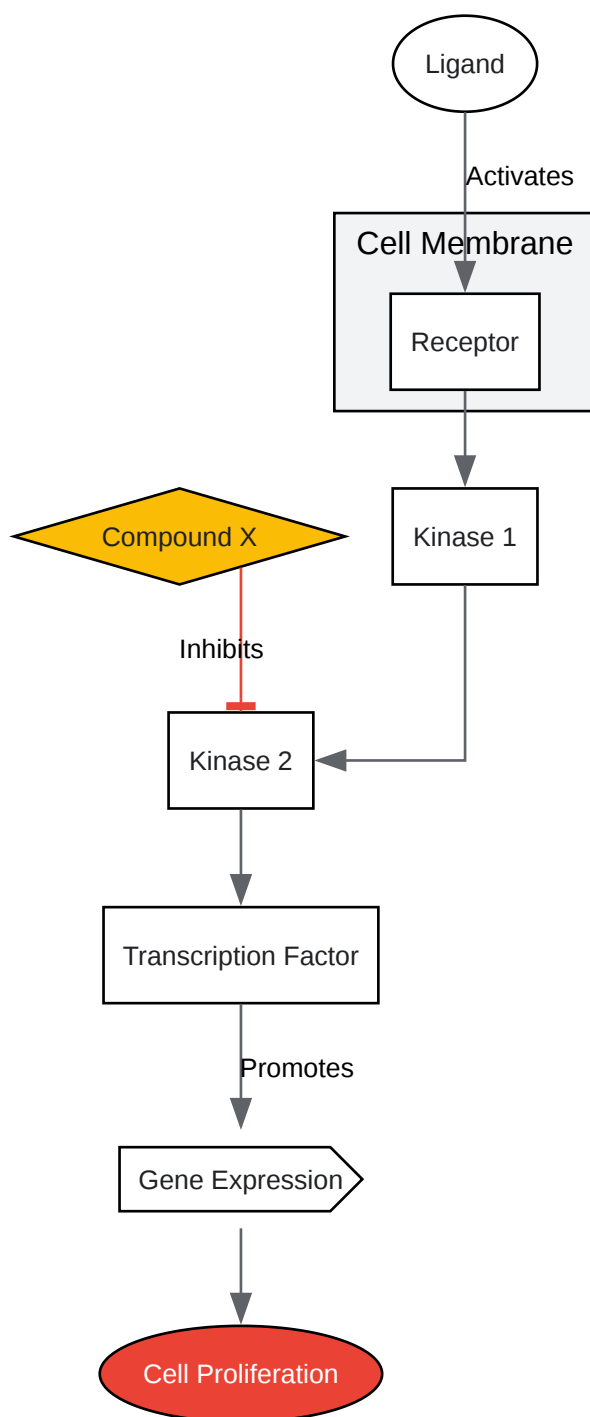 Ligand
Activates
Cell Membrane
Receptor
Compound X
Kinase 1
Inhibits
Kinase 2
Transcription Factor
Promotes
Gene Expression
Cell Proliferation